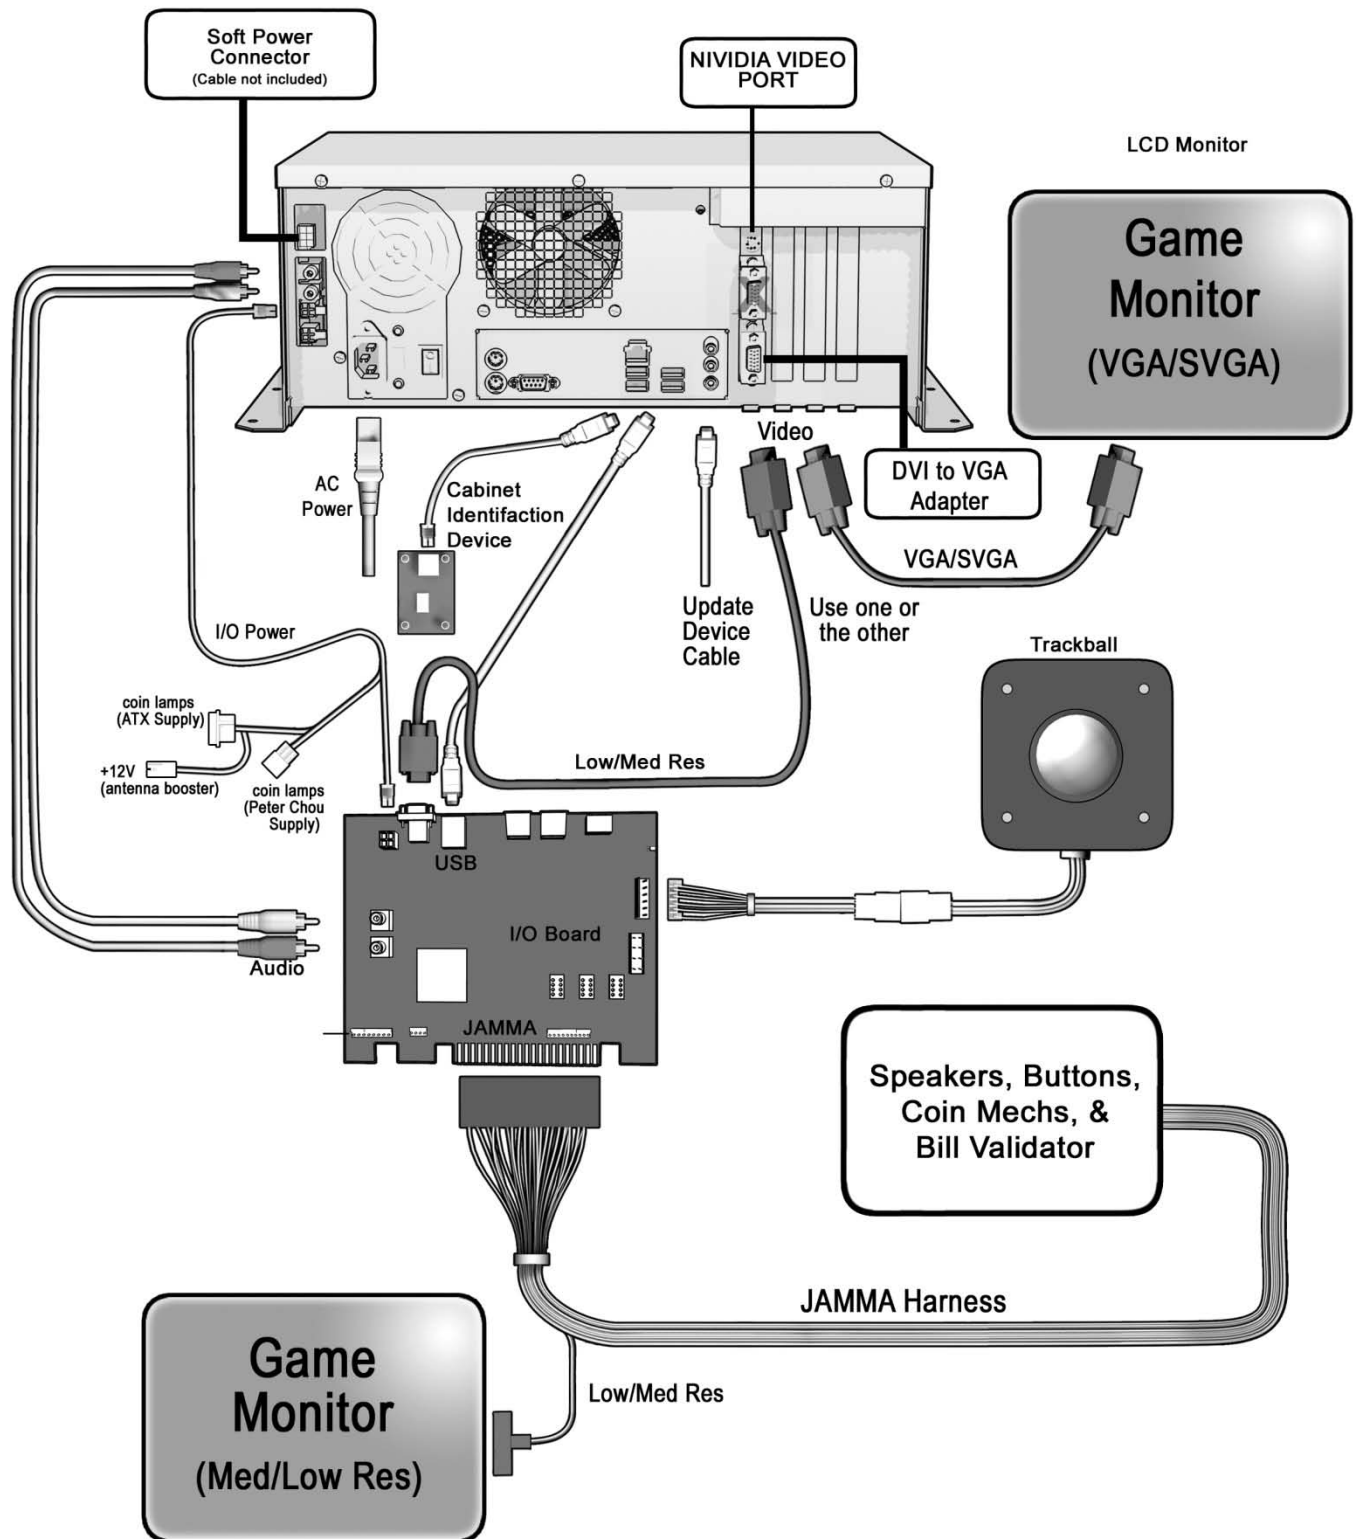 Soft Power
Connector
(Cable not included)
NIVIDIA VIDEO
PORT
LCD Monitor
Game
Monitor
(VGA/SVGA)
Video
DVI to VGA
Adapter
AC
Power
Cabinet
Identifaction
Device
VGA/SVGA
Update
Device
Cable
Use one or
the other
I/O Power
Trackball
coin lamps
(ATX Supply)
+12V
(antenna booster)
coin lamps
(Peter Chou
Supply)
Low/Med Res
USB
I/O Board
Audio
JAMMA
Speakers, Buttons,
Coin Mechs, &
Bill Validator
JAMMA Harness
Game
Monitor
(Med/Low Res)
Low/Med Res